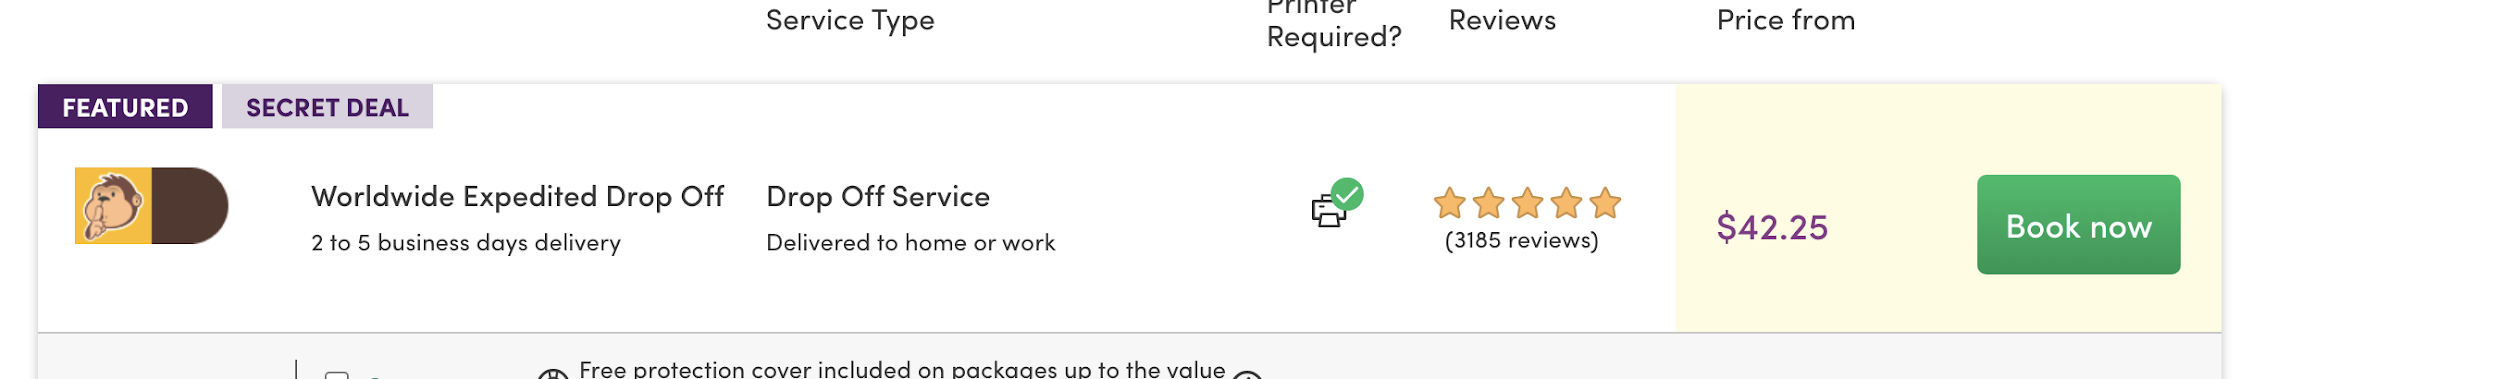 Service Type
Printer
Required?
Reviews
Price from
FEATURED
SECRET DEAL
Worldwide Expedited Drop Off
2 to 5 business days delivery
Drop Off Service
Delivered to home or work
(3185 reviews)
$42.25
Book now
Free protection cover included on packages up to the value